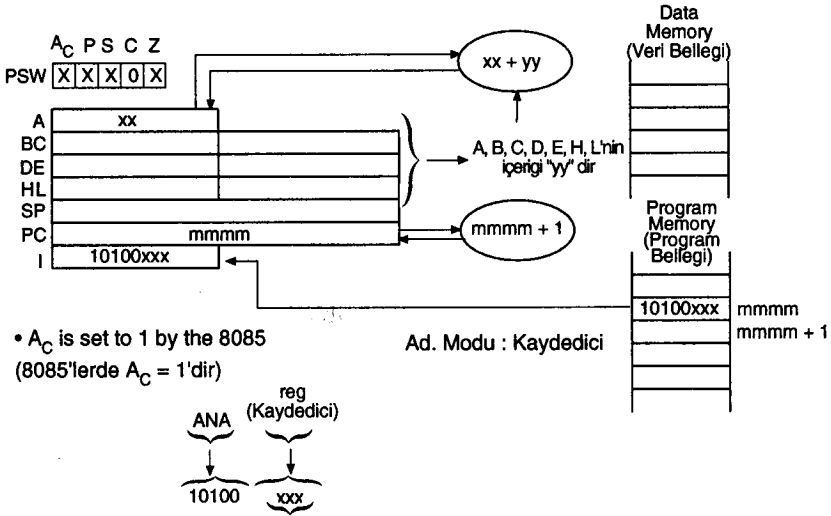 A_C P S C Z
PSW X X X 0 X
A xx
BC
DE
HL
SP
PC mmmm
I 10100xxx
xx + yy
A, B, C, D, E, H, L'nin
içerigi "yy" dir
mmmm + 1
Data
Memory
(Veri Bellegi)
Program
Memory
(Program
Bellegi)
10100xxx mmmm
mmmm + 1
• A_C is set to 1 by the 8085
(8085'lerde A_C = 1'dir)
Ad. Modu : Kaydedici
ANA
reg
(Kaydedici)
10100 xxx